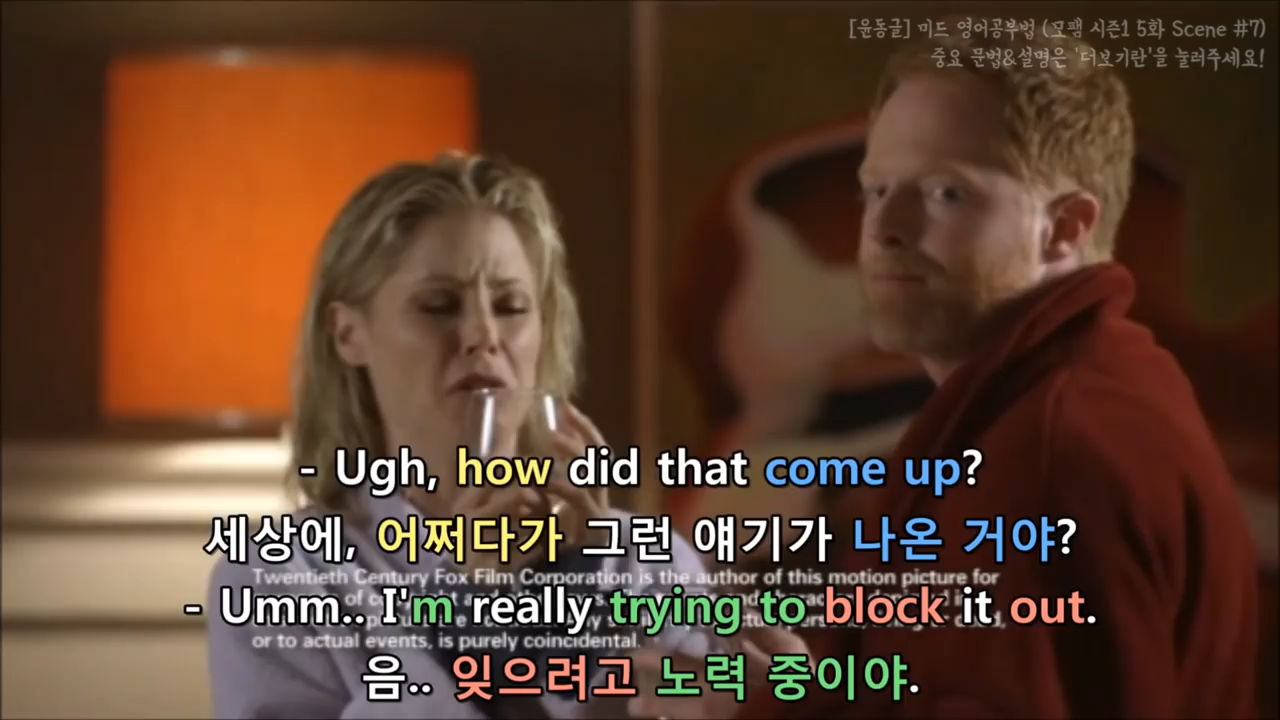 [윤동글] 미드 영어공부법 (모팸 시즌1 5화 Scene #7)
중요 문법&설명은 '더보기란'을 눌러주세요!
- Ugh, how did that come up?
세상에, 어쩌다가 그런 얘기가 나온 거야?
Twentieth Century Fox Film Corporation is the author of this motion picture for
- Umm.. I'm really trying to block it out.
or to actual events, is purely coincidental.
음.. 잊으려고 노력 중이야.